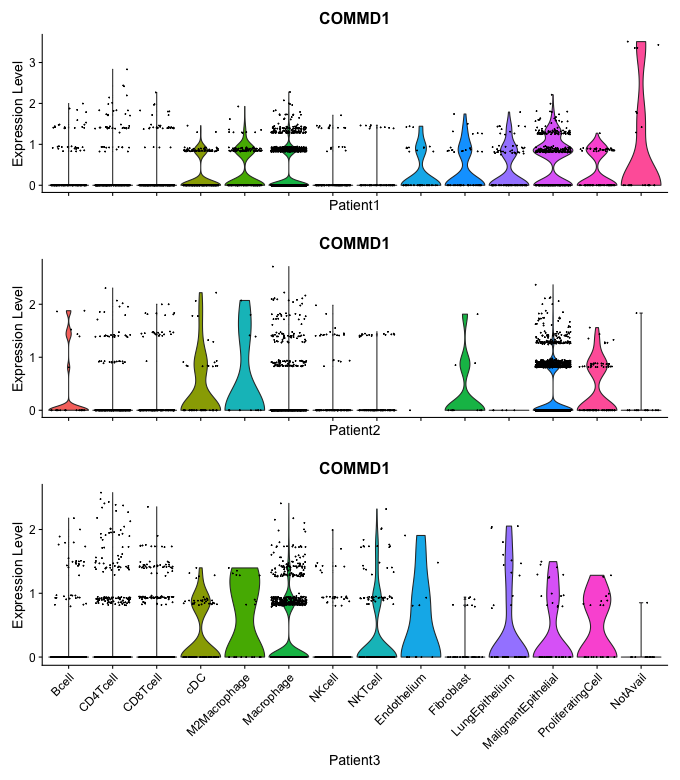 COMMD1
Expression Level
3
2
1
0
Patient1
COMMD1
Expression Level
2
1
0
Patient2
COMMD1
Expression Level
2
1
0
Bcell
CD4Tcell
CD8Tcell
cDC
M2Macrophage
Macrophage
NKcell
NKTcell
Endothelium
Fibroblast
LungEpithelium
MalignantEpithelial
ProliferatingCell
NotAvail
Patient3